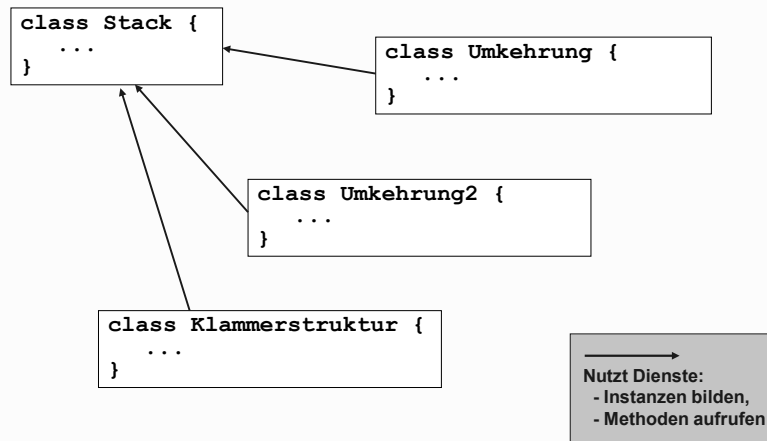 class Stack {
...
}
class Umkehrung {
...
}
class Umkehrung2 {
...
}
class Klammerstruktur {
...
}
Nutzt Dienste:
- Instanzen bilden,
- Methoden aufrufen